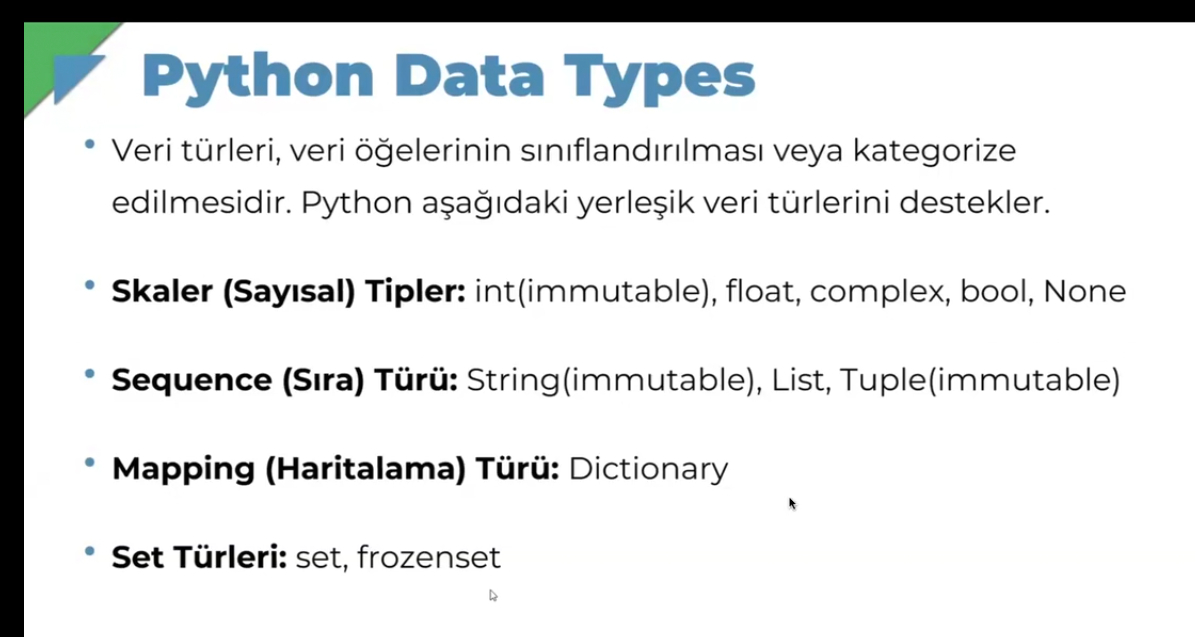 Python Data Types
• Veri türleri, veri öğelerinin sınıflandırılması veya kategorize
edilmesidir. Python aşağıdaki yerleşik veri türlerini destekler.
• Skaler (Sayısal) Tipler: int(immutable), float, complex, bool, None
• Sequence (Sıra) Türü: String(immutable), List, Tuple(immutable)
• Mapping (Haritalama) Türü: Dictionary
• Set Türleri: set, frozenset